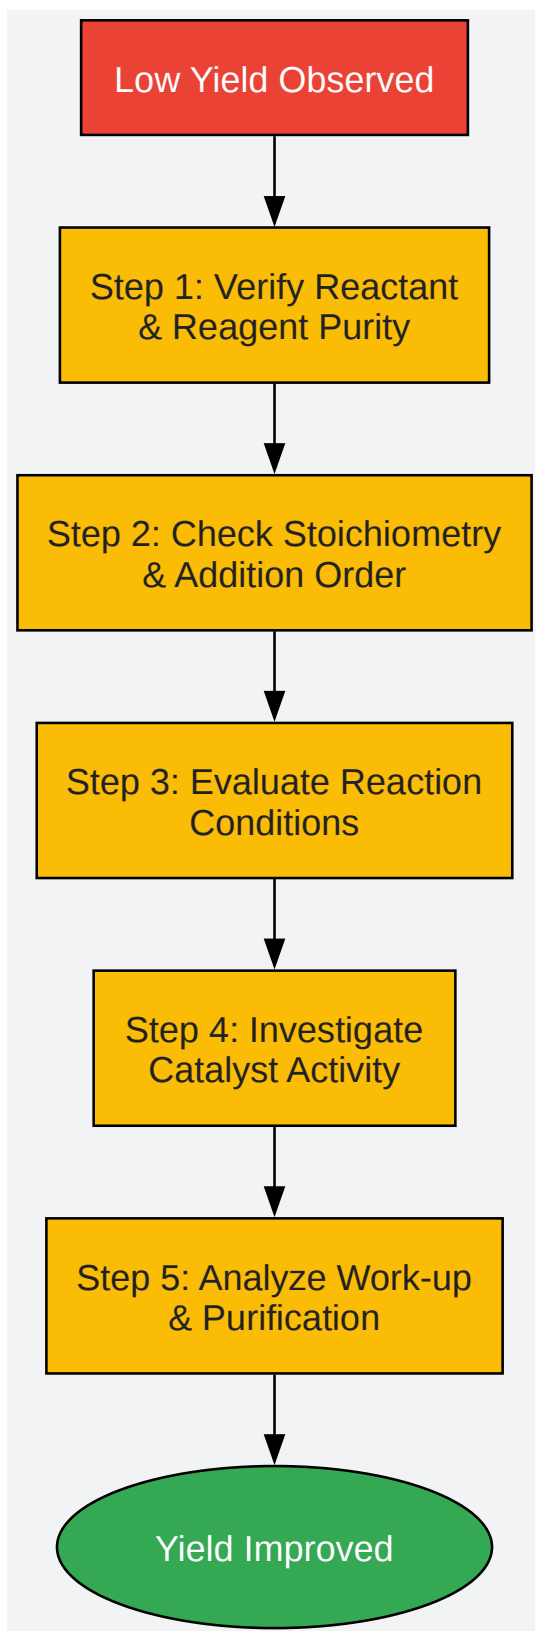 Low Yield Observed
Step 1: Verify Reactant
& Reagent Purity
Step 2: Check Stoichiometry
& Addition Order
Step 3: Evaluate Reaction
Conditions
Step 4: Investigate
Catalyst Activity
Step 5: Analyze Work-up
& Purification
Yield Improved